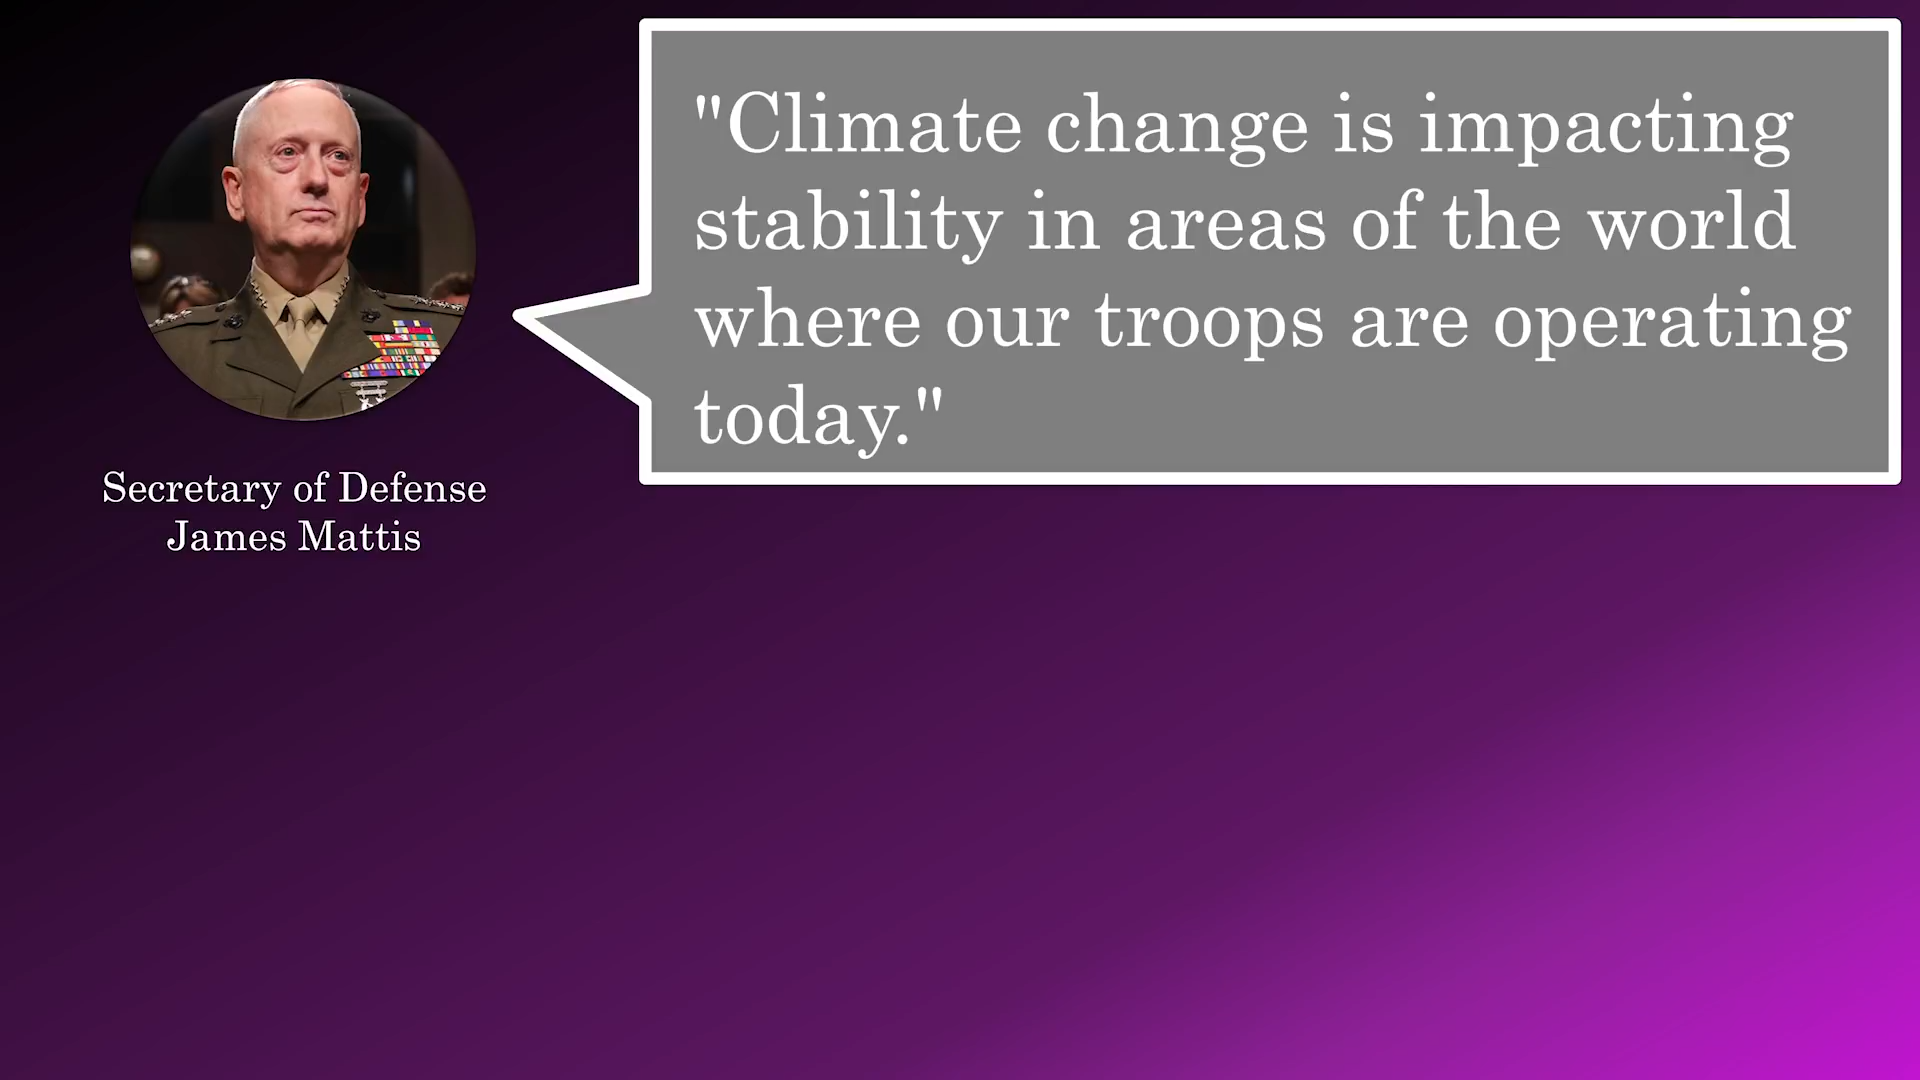 "Climate change is impacting
stability in areas of the world
where our troops are operating
today."
Secretary of Defense
James Mattis